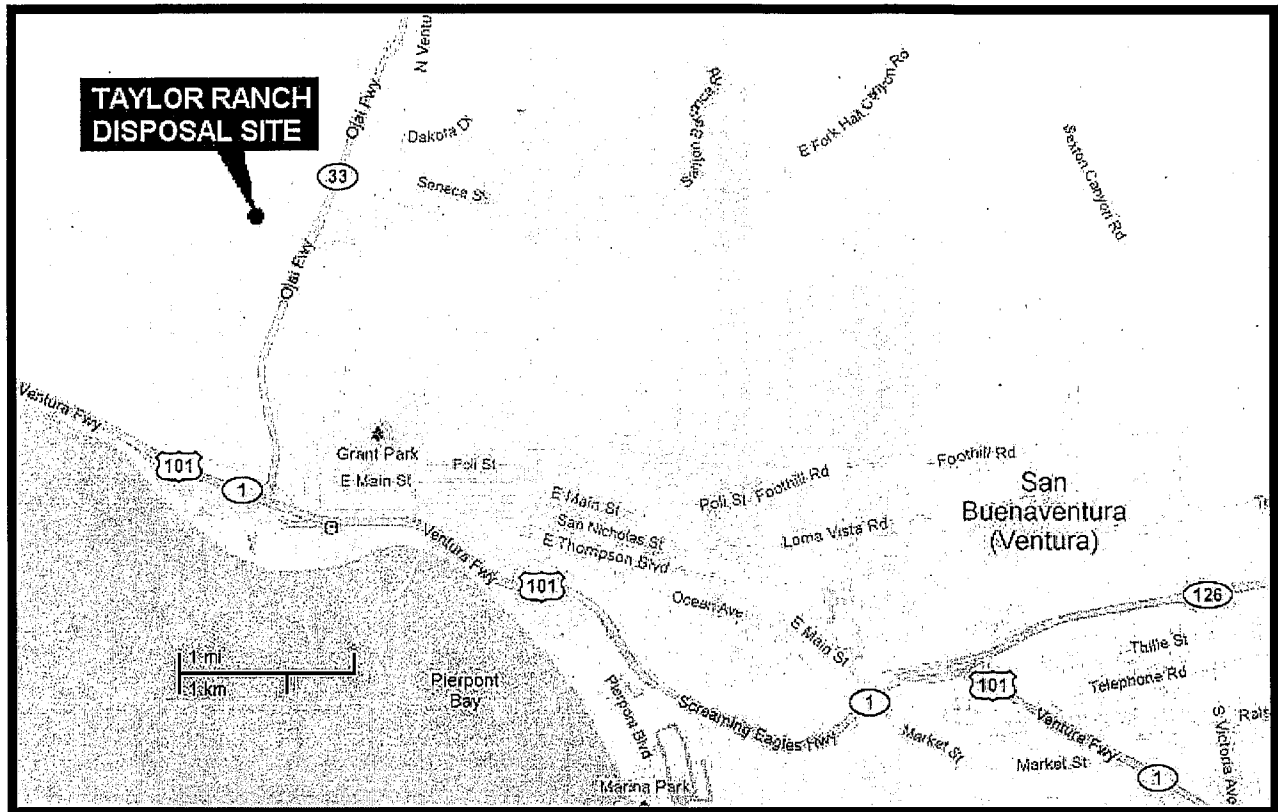 N Ventu
TAYLOR RANCH
DISPOSAL SITE
Ojai Fwy
Dakota Dr
33
Seneca St
E Fork Hall Canyon Rd
Sexton Canyon Rd
Ojai Fwy
Ventura Fwy
101
1
Grant Park
E Main St
Poli St
E Main St
San Nicholas St
E Thompson Blvd
Poli St
Foothill Rd
Foothill Rd
Loma Vista Rd
San
Buenaventura
(Ventura)
Ventura Fwy
101
Ocean Ave
E Main St
126
Thille St
Telephone Rd
1 mi
1 km
Pierpont
Bay
Pierpont Blvd
Screaming Eagles Hwy
1
101
Ventura Fwy
Market St
Market St
S Victoria Ave
Rals
1
Marina Park